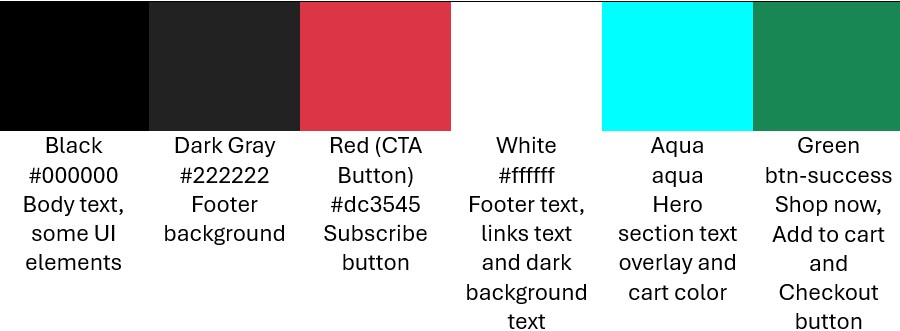 Black
#000000
Body text,
some UI
elements
Dark Gray
#222222
Footer
background
Red (CTA
Button)
#dc3545
Subscribe
button
White
#ffffff
Footer text,
links text
and dark
background
text
Aqua
aqua
Hero
section text
overlay and
cart color
Green
btn-success
Shop now,
Add to cart
and
Checkout
button